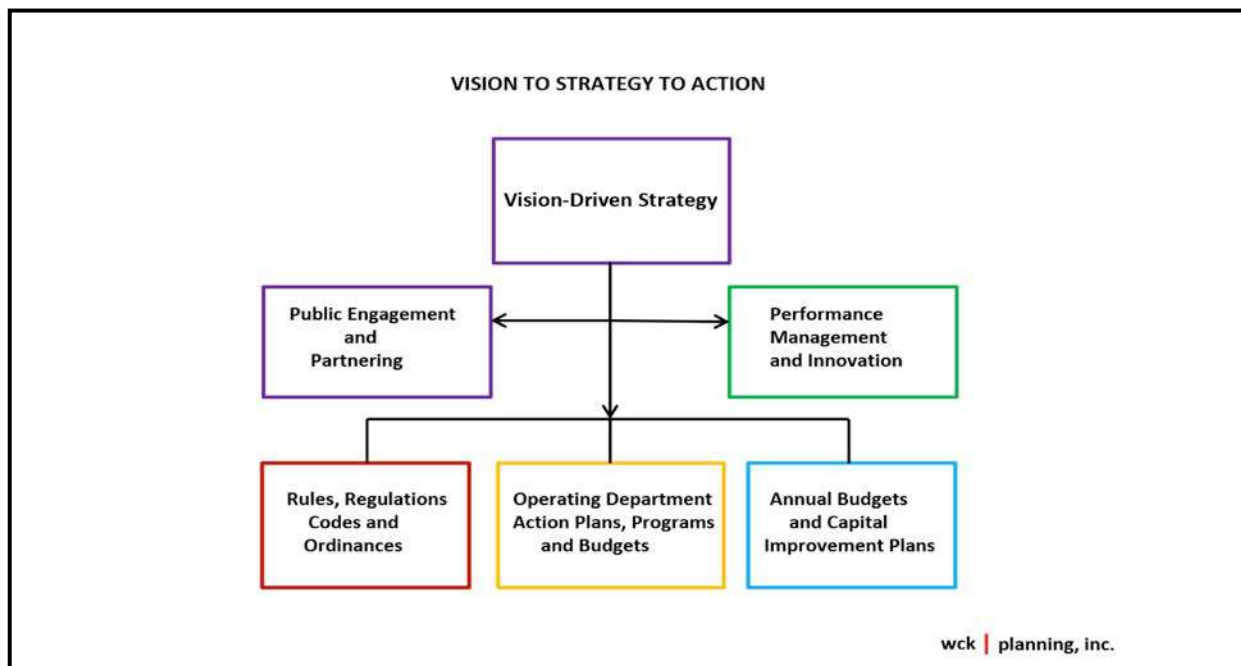 VISION TO STRATEGY TO ACTION
Vision-Driven Strategy
Public Engagement
and
Partnering
Performance
Management
and Innovation
Rules, Regulations
Codes and
Ordinances
Operating Department
Action Plans, Programs
and Budgets
Annual Budgets
and Capital
Improvement Plans
wck | planning, inc.